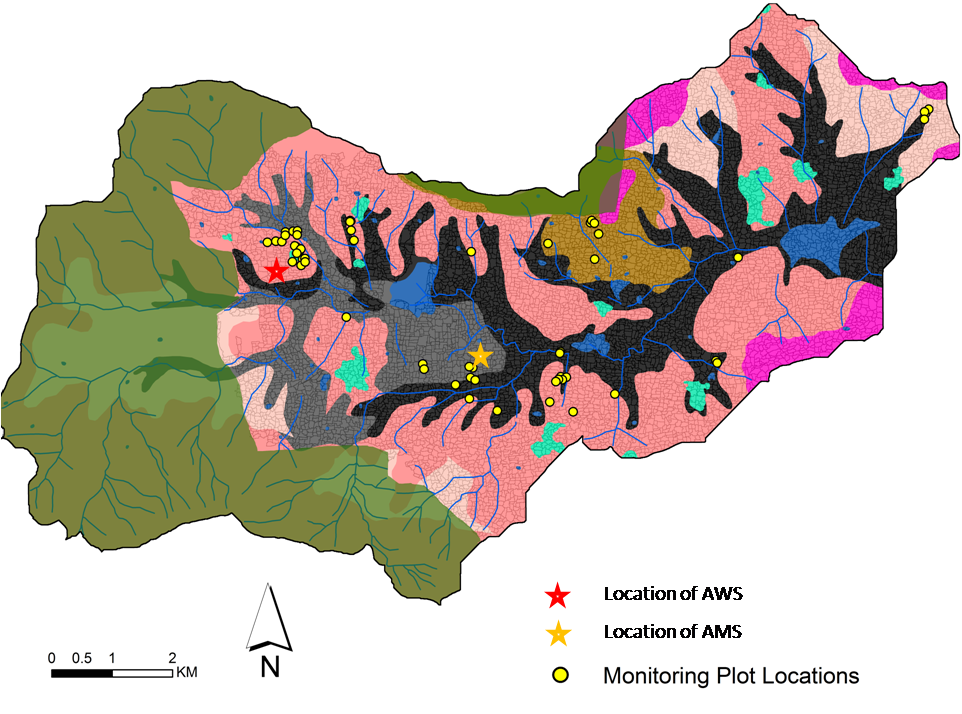 Location of AWS
Location of AMS
Monitoring Plot Locations
0 0.5 1 2
KM
N